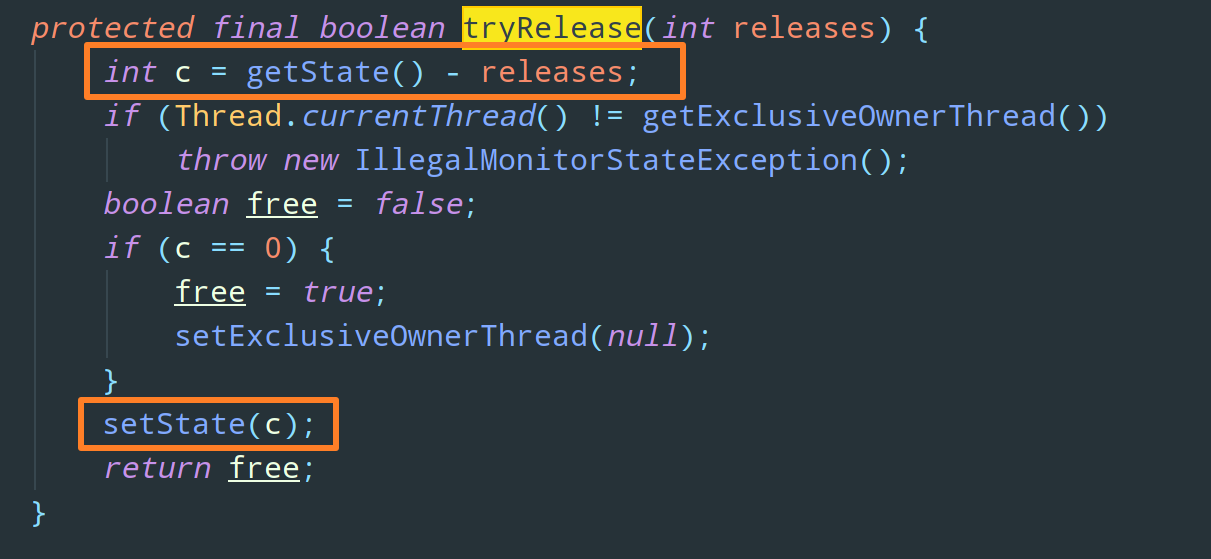 protected final boolean tryRelease(int releases) {
int c = getState() - releases;
if (Thread.currentThread() != getExclusiveOwnerThread())
throw new IllegalMonitorStateException();
boolean free = false;
if (c == 0) {
free = true;
setExclusiveOwnerThread(null);
}
setState(c);
return free;
}